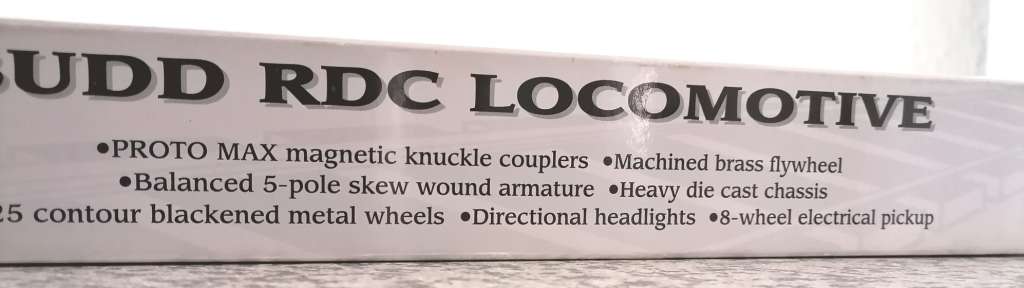 BUDD RDC LOCOMOTIVE
•PROTO MAX magnetic knuckle couplers •Machined brass flywheel
•Balanced 5-pole skew wound armature •Heavy die cast chassis
25 contour blackened metal wheels •Directional headlights •8-wheel electrical pickup